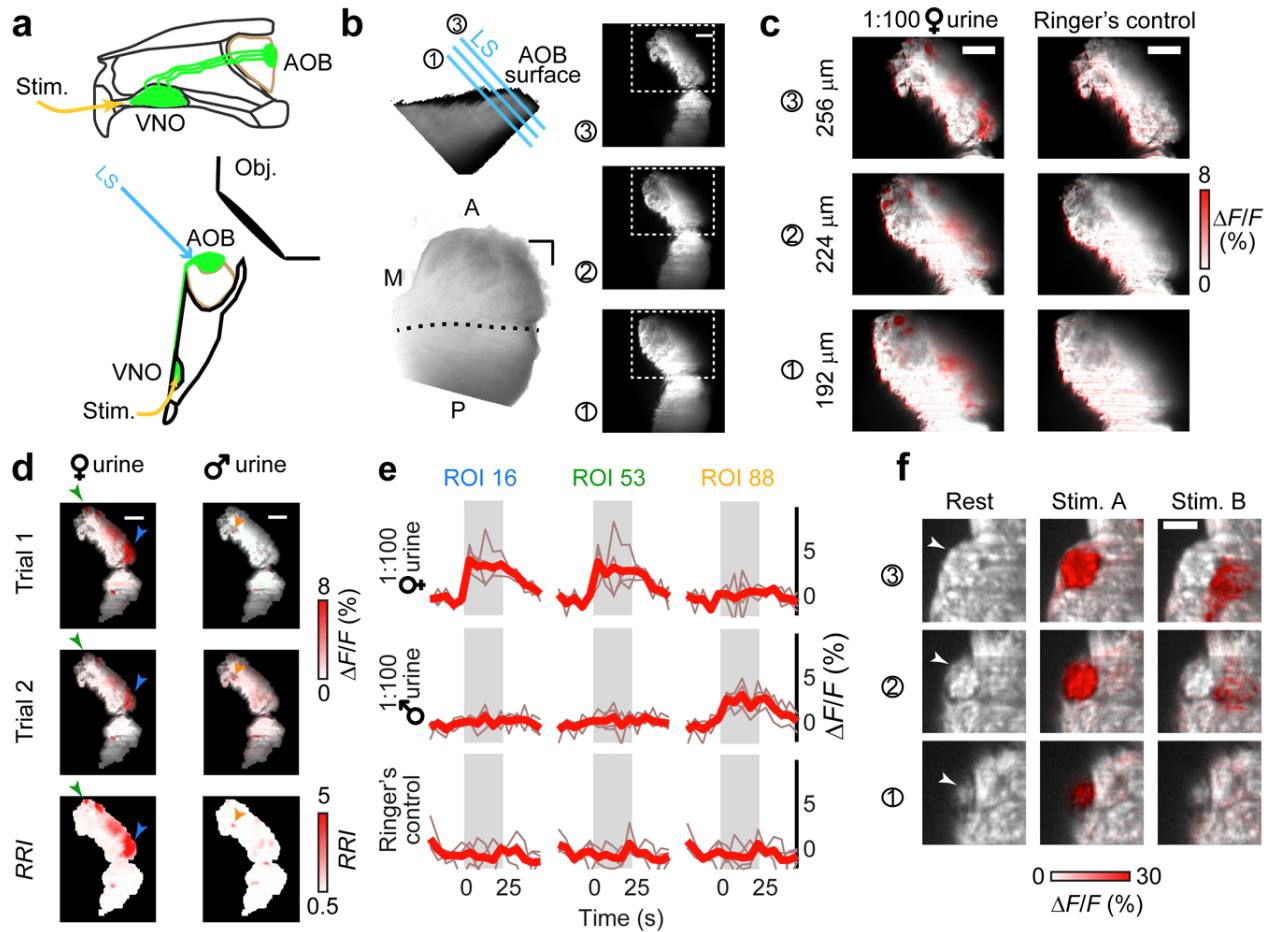 a
AOB
Stim.
VNO
LS
Obj.
AOB
VNO
Stim.
b
③
①
LS
AOB
surface
A
M
P
③
②
①
c
1:100 ♀ urine
Ringer's control
③
256 µm
②
224 µm
①
192 µm
8
ΔF/F
(%)
0
d
♀ urine
♂ urine
Trial 1
Trial 2
RRI
8
ΔF/F (%)
0
5
RRI
0.5
e
ROI 16
ROI 53
ROI 88
1:100
♀ urine
1:100
♂ urine
Ringer's
control
5
0
5
0
5
0
ΔF/F (%)
0 25
0 25
0 25
Time (s)
f
Rest
Stim. A
Stim. B
③
②
①
0 30
ΔF/F (%)